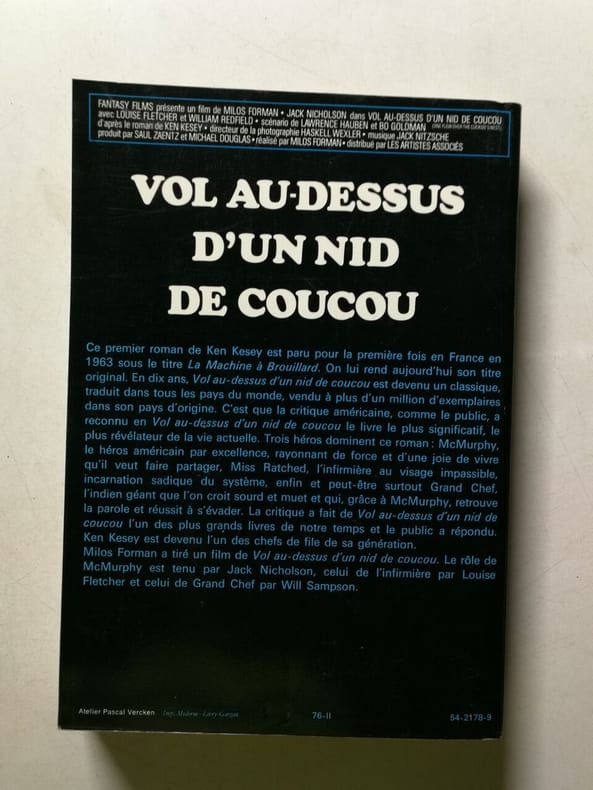 FANTASY FILMS présente un film de MILOS FORMAN • JACK NICHOLSON dans VOL AU-DESSUS D'UN NID DE COUCOU
avec LOUISE FLETCHER et WILLIAM REDFIELD • scénario de LAWRENCE HAUBEN et BO GOLDMAN (ONE FLEW OVER THE CUCKOO'S NEST)
d'après le roman de KEN KESEY • directeur de la photographie HASKELL WEXLER • musique JACK NITZSCHE
produit par SAUL ZAENTZ et MICHAEL DOUGLAS • réalisé par MILOS FORMAN • distribué par LES ARTISTES ASSOCIÉS
VOL AU-DESSUS
D'UN NID
DE COUCOU
Ce premier roman de Ken Kesey est paru pour la première fois en France en
1963 sous le titre La Machine à Brouillard. On lui rend aujourd'hui son titre
original. En dix ans, Vol au-dessus d'un nid de coucou est devenu un classique,
traduit dans tous les pays du monde, vendu à plus d'un million d'exemplaires
dans son pays d'origine. C'est que la critique américaine, comme le public, a
reconnu en Vol au-dessus d'un nid de coucou le livre le plus significatif, le
plus révélateur de la vie actuelle. Trois héros dominent ce roman : McMurphy,
le héros américain par excellence, rayonnant de force et d'une joie de vivre
qu'il veut faire partager, Miss Ratched, l'infirmière au visage impassible,
incarnation sadique du système, enfin et peut-être surtout Grand Chef,
l'indien géant que l'on croit sourd et muet et qui, grâce à McMurphy, retrouve
la parole et réussit à s'évader. La critique a fait de Vol au-dessus d'un nid de
coucou l'un des plus grands livres de notre temps et le public a répondu.
Ken Kesey est devenu l'un des chefs de file de sa génération.
Milos Forman a tiré un film de Vol au-dessus d'un nid de coucou. Le rôle de
McMurphy est tenu par Jack Nicholson, celui de l'infirmière par Louise
Fletcher et celui de Grand Chef par Will Sampson.
Atelier Pascal Vercken Imp. Moderne - Livry-Gargan 76-II 54-2178-9